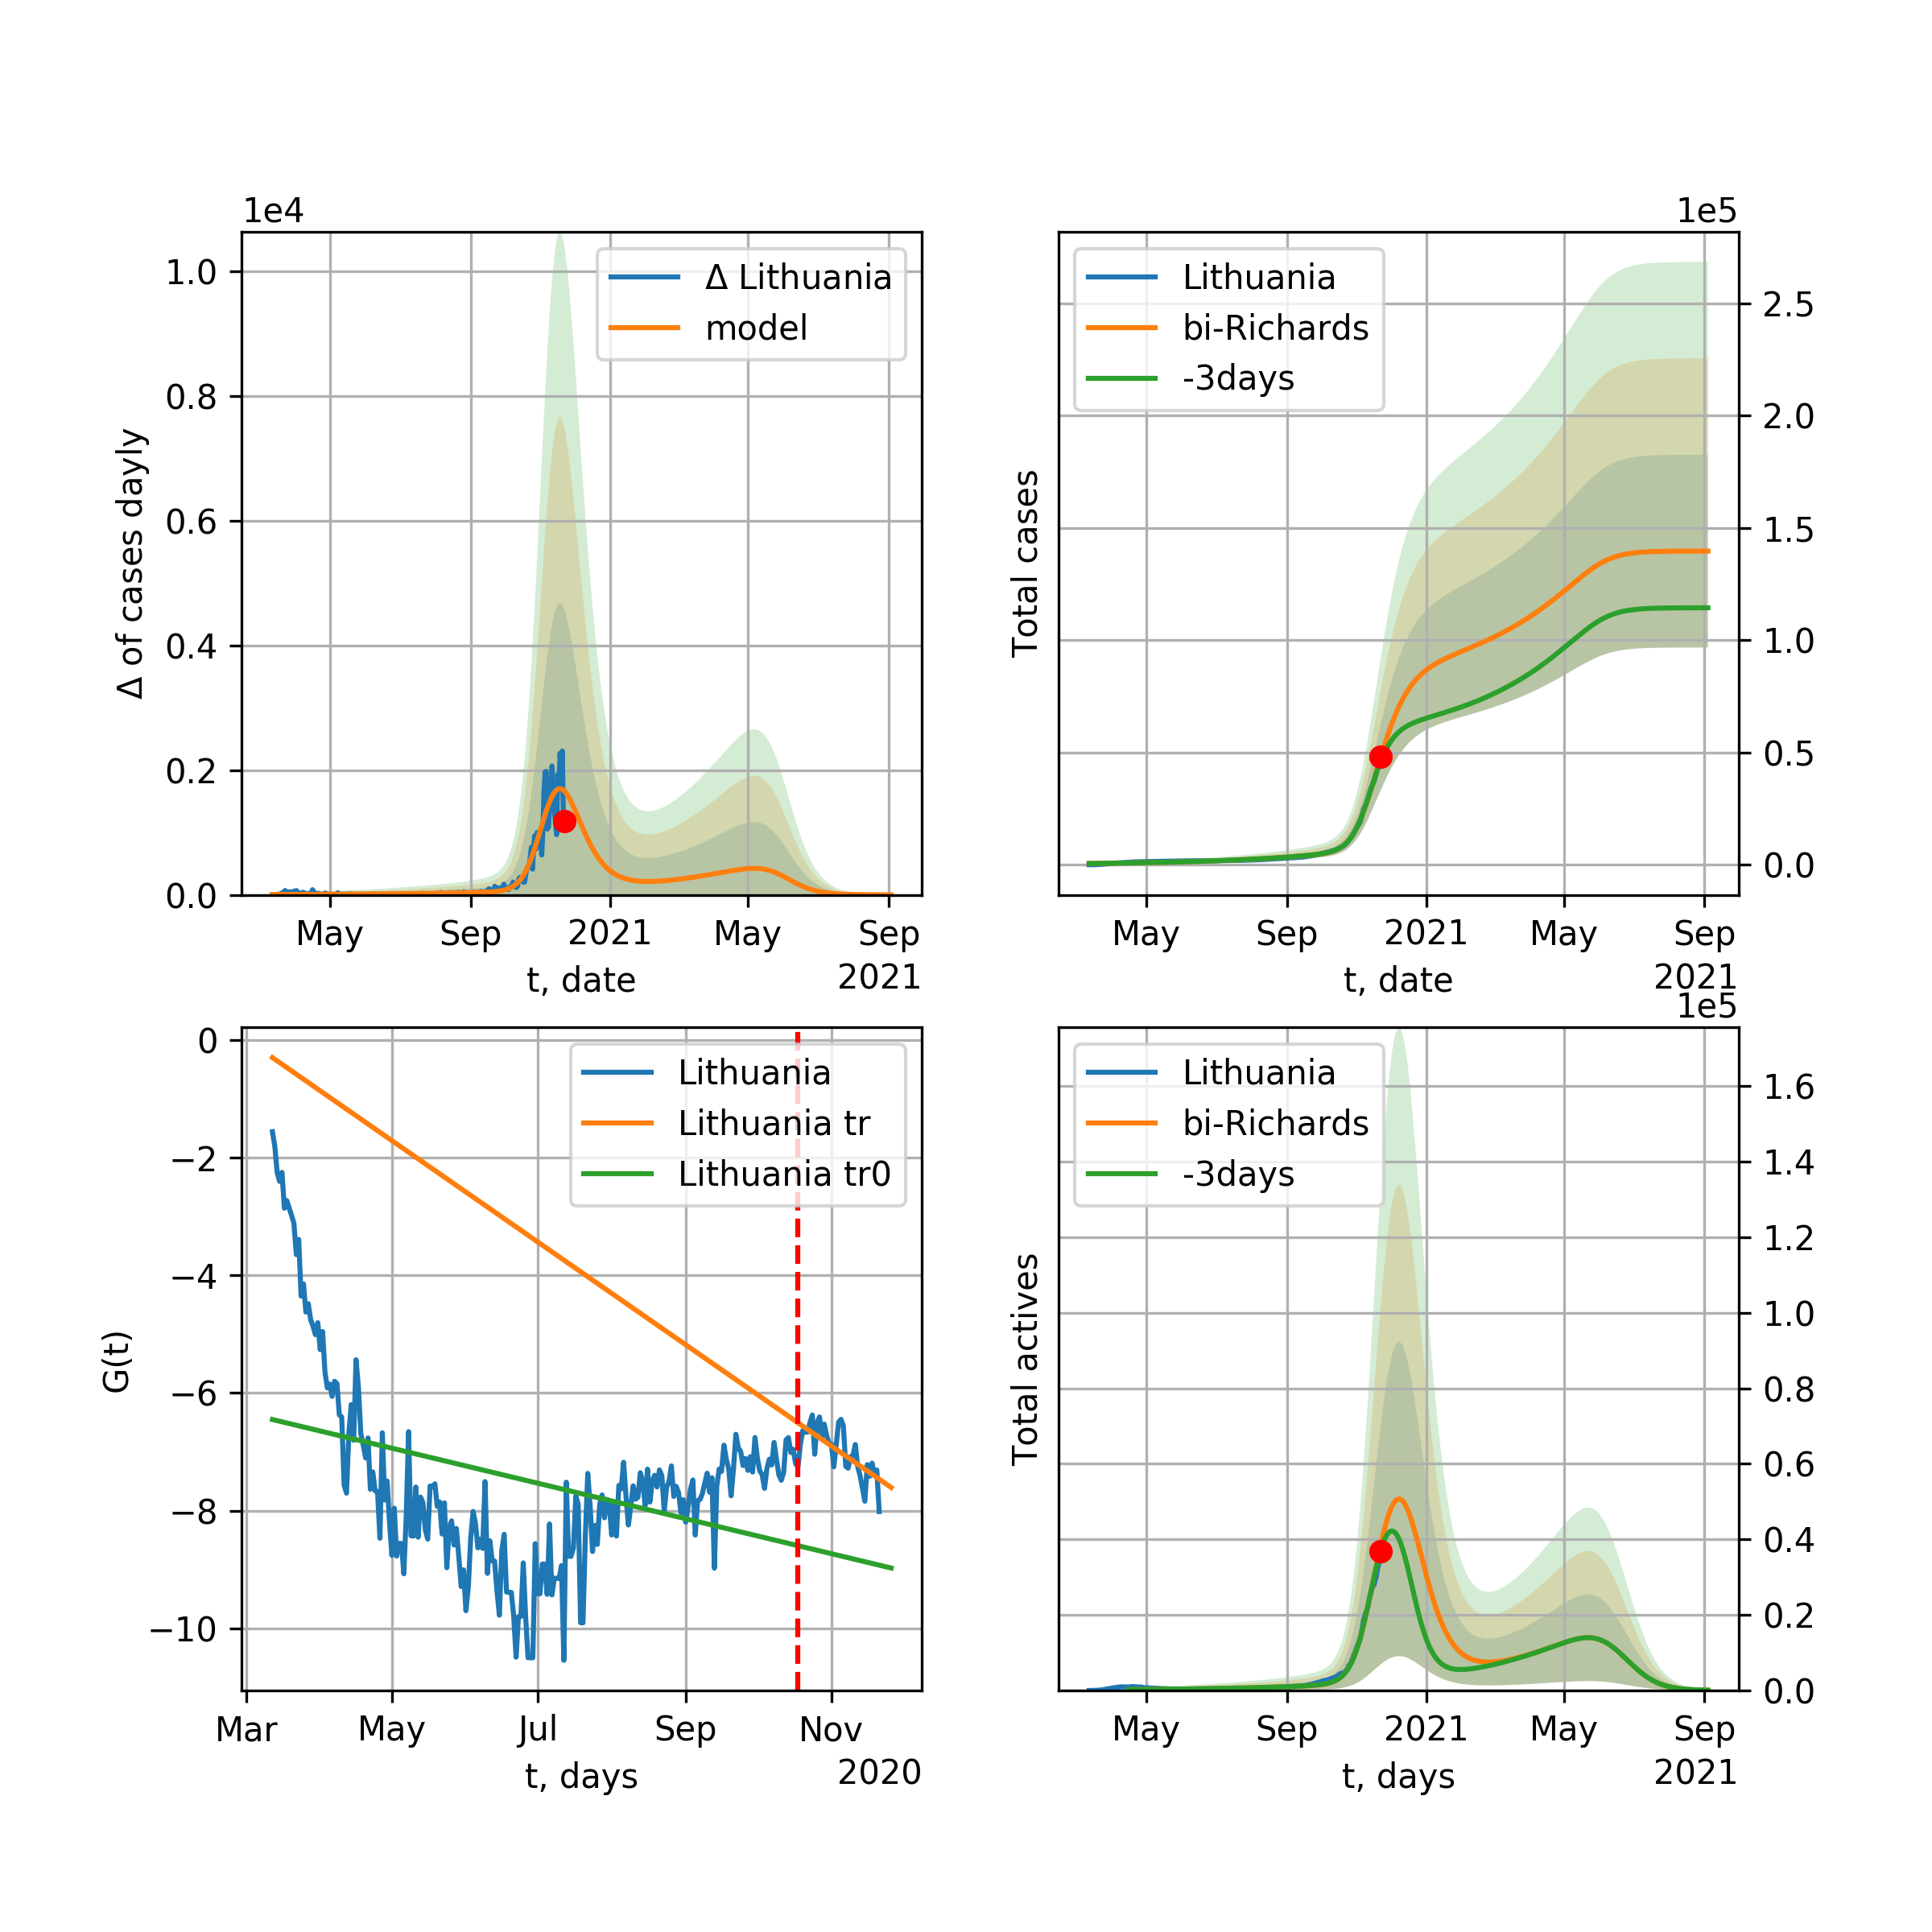 1e4
1.0
0.8
0.6
0.4
0.2
0.0
Δ of cases dayly
Δ Lithuania
model
May
Sep
2021
May
Sep
t, date
2021
1e5
Lithuania
bi-Richards
-3days
Total cases
2.5
2.0
1.5
1.0
0.5
0.0
May
Sep
2021
May
Sep
t, date
2021
0
−2
−4
−6
−8
−10
G(t)
Lithuania
Lithuania tr
Lithuania tr0
Mar
May
Jul
Sep
Nov
t, days
2020
1e5
Lithuania
bi-Richards
-3days
Total actives
1.6
1.4
1.2
1.0
0.8
0.6
0.4
0.2
0.0
May
Sep
2021
May
Sep
t, days
2021